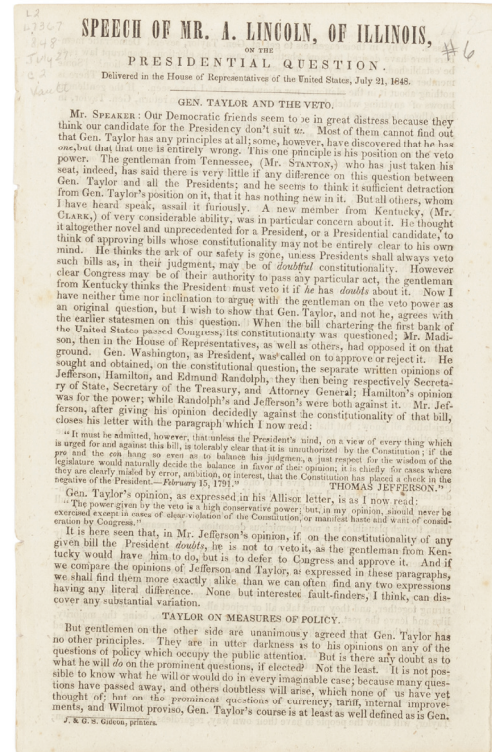 L2
L73G7
848
July 27
c 2
Vault
#6
SPEECH OF MR. A. LINCOLN, OF ILLINOIS,
ON THE
PRESIDENTIAL QUESTION.
Delivered in the House of Representatives of the United States, July 21, 1848.
GEN. TAYLOR AND THE VETO.
Mr. SPEAKER: Our Democratic friends seem to be in great distress because they
think our candidate for the Presidency don't suit us. Most of them cannot find out
that Gen. Taylor has any principles at all; some, however, have discovered that he has
one, but that that one is entirely wrong. This one principle is his position on the veto
power. The gentleman from Tennessee, (Mr. STANTON,) who has just taken his
seat, indeed, has said there is very little if any difference on this question between
Gen. Taylor and all the Presidents; and he seems to think it sufficient detraction
from Gen. Taylor's position on it, that it has nothing new in it. But all others, whom
I have heard speak, assail it furiously. A new member from Kentucky, (Mr.
CLARK,) of very considerable ability, was in particular concern about it. He thought
it altogether novel and unprecedented for a President, or a Presidential candidate, to
think of approving bills whose constitutionality may not be entirely clear to his own
mind. He thinks the ark of our safety is gone, unless Presidents shall always veto
such bills as, in their judgment, may be of doubtful constitutionality. However
clear Congress may be of their authority to pass any particular act, the gentleman
from Kentucky thinks the President must veto it if he has doubts about it. Now I
have neither time nor inclination to argue with the gentleman on the veto power as
an original question, but I wish to show that Gen. Taylor, and not he, agrees with
the earlier statesmen on this question. When the bill chartering the first bank of
the United States passed Congress, its constitutionality was questioned; Mr. Madi-
son, then in the House of Representatives, as well as others, had opposed it on that
ground. Gen. Washington, as President, was called on to approve or reject it. He
sought and obtained, on the constitutional question, the separate written opinions of
Jefferson, Hamilton, and Edmund Randolph, they then being respectively Secreta-
ry of State, Secretary of the Treasury, and Attorney General; Hamilton's opinion
was for the power; while Randolph's and Jefferson's were both against it. Mr. Jef-
ferson, after giving his opinion decidedly against the constitutionality of that bill,
closes his letter with the paragraph which I now read:
"It must be admitted, however, that unless the President's mind, on a view of every thing which
is urged for and against this bill, is tolerably clear that it is unauthorized by the Constitution; if the
pro and the con hang so even as to balance his judgment, a just respect for the wisdom of the
legislature would naturally decide the balance in favor of their opinion; it is chiefly for cases where
they are clearly misled by error, ambition, or interest, that the Constitution has placed a check in the
negative of the President.—February 15, 1791." THOMAS JEFFERSON."
Gen. Taylor's opinion, as expressed in his Allison letter, is as I now read:
"The power given by the veto is a high conservative power; but, in my opinion, should never be
exercised except in cases of clear violation of the Constitution, or manifest haste and want of consid-
eration by Congress."
It is here seen that, in Mr. Jefferson's opinion, if on the constitutionality of any
given bill the President doubts, he is not to veto it, as the gentleman from Ken-
tucky would have him to do, but is to defer to Congress and approve it. And if
we compare the opinions of Jefferson and Taylor, as expressed in these paragraphs,
we shall find them more exactly alike than we can often find any two expressions
having any literal difference. None but interested fault-finders, I think, can dis-
cover any substantial variation.
TAYLOR ON MEASURES OF POLICY.
But gentlemen on the other side are unanimously agreed that Gen. Taylor has
no other principles. They are in utter darkness as to his opinions on any of the
questions of policy which occupy the public attention. But is there any doubt as to
what he will do on the prominent questions, if elected? Not the least. It is not pos-
sible to know what he will or would do in every imaginable case; because many ques-
tions have passed away, and others doubtless will arise, which none of us have yet
thought of; but on the prominent questions of currency, tariff, internal improve-
ments, and Wilmot proviso, Gen. Taylor's course is at least as well defined as is Gen.
J. & G. S. Gideon, printers.